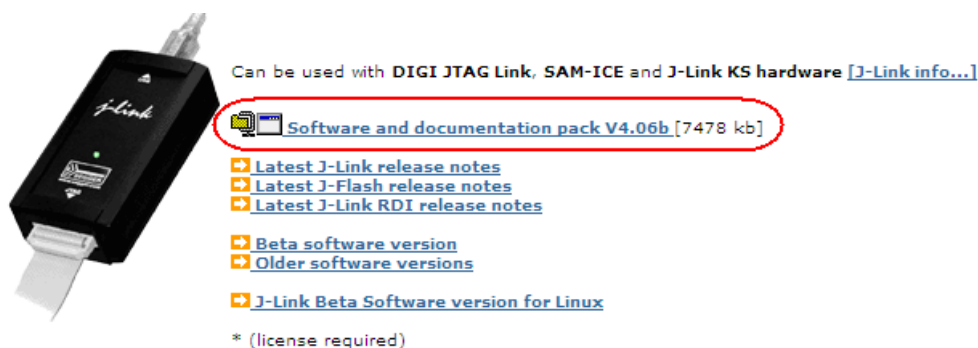 j-link
Can be used with DIGI JTAG Link, SAM-ICE and J-Link KS hardware [J-Link info...]
Software and documentation pack V4.06b [7478 kb]
Latest J-Link release notes
Latest J-Flash release notes
Latest J-Link RDI release notes
Beta software version
Older software versions
J-Link Beta Software version for Linux
* (license required)